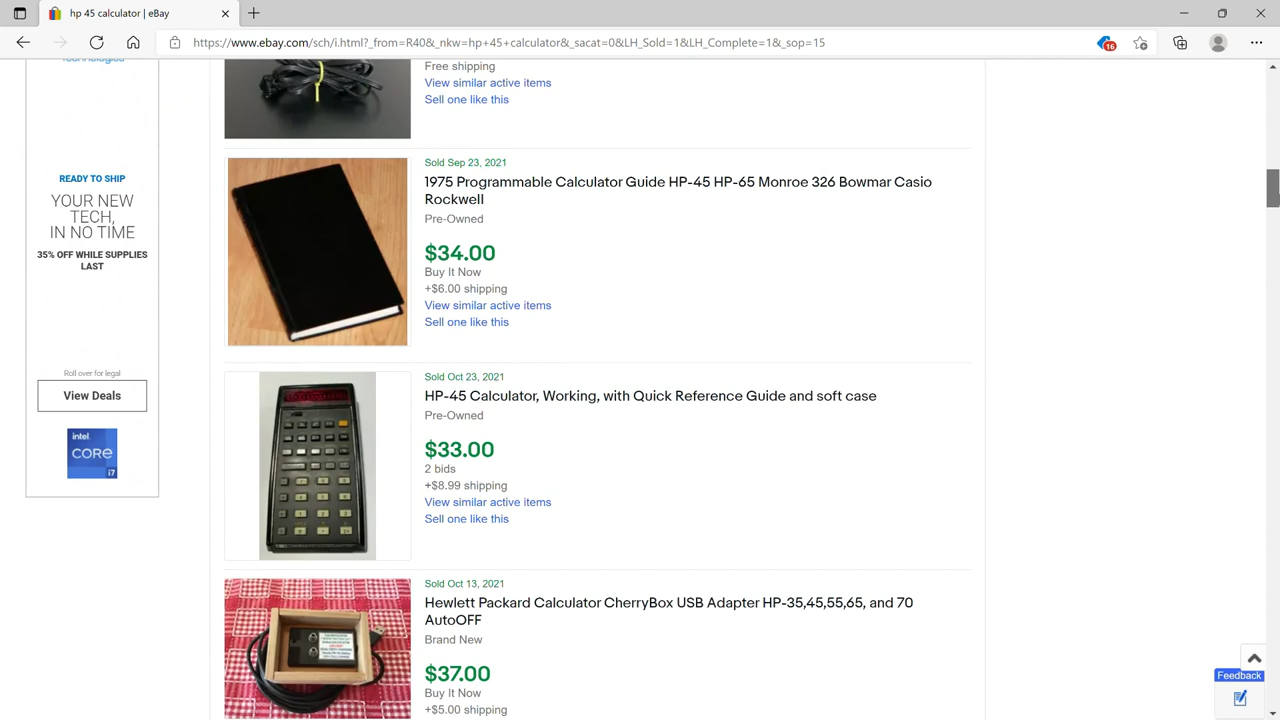 hp 45 calculator | eBay
https://www.ebay.com/sch/i.html?_from=R40&_nkw=hp+45+calculator&_sacat=0&LH_Sold=1&LH_Complete=1&_sop=15
16
Technologies
READY TO SHIP
YOUR NEW
TECH,
IN NO TIME
35% OFF WHILE SUPPLIES
LAST
Roll over for legal
View Deals
intel
CORE
i7
Free shipping
View similar active items
Sell one like this
Sold Sep 23, 2021
1975 Programmable Calculator Guide HP-45 HP-65 Monroe 326 Bowmar Casio
Rockwell
Pre-Owned
$34.00
Buy It Now
+$6.00 shipping
View similar active items
Sell one like this
Sold Oct 23, 2021
HP-45 Calculator, Working, with Quick Reference Guide and soft case
Pre-Owned
$33.00
2 bids
+$8.99 shipping
View similar active items
Sell one like this
Sold Oct 13, 2021
Hewlett Packard Calculator CherryBOX USB Adapter HP-35,45,55,65, and 70
AutoOFF
Brand New
$37.00
Buy It Now
+$5.00 shipping
Feedback